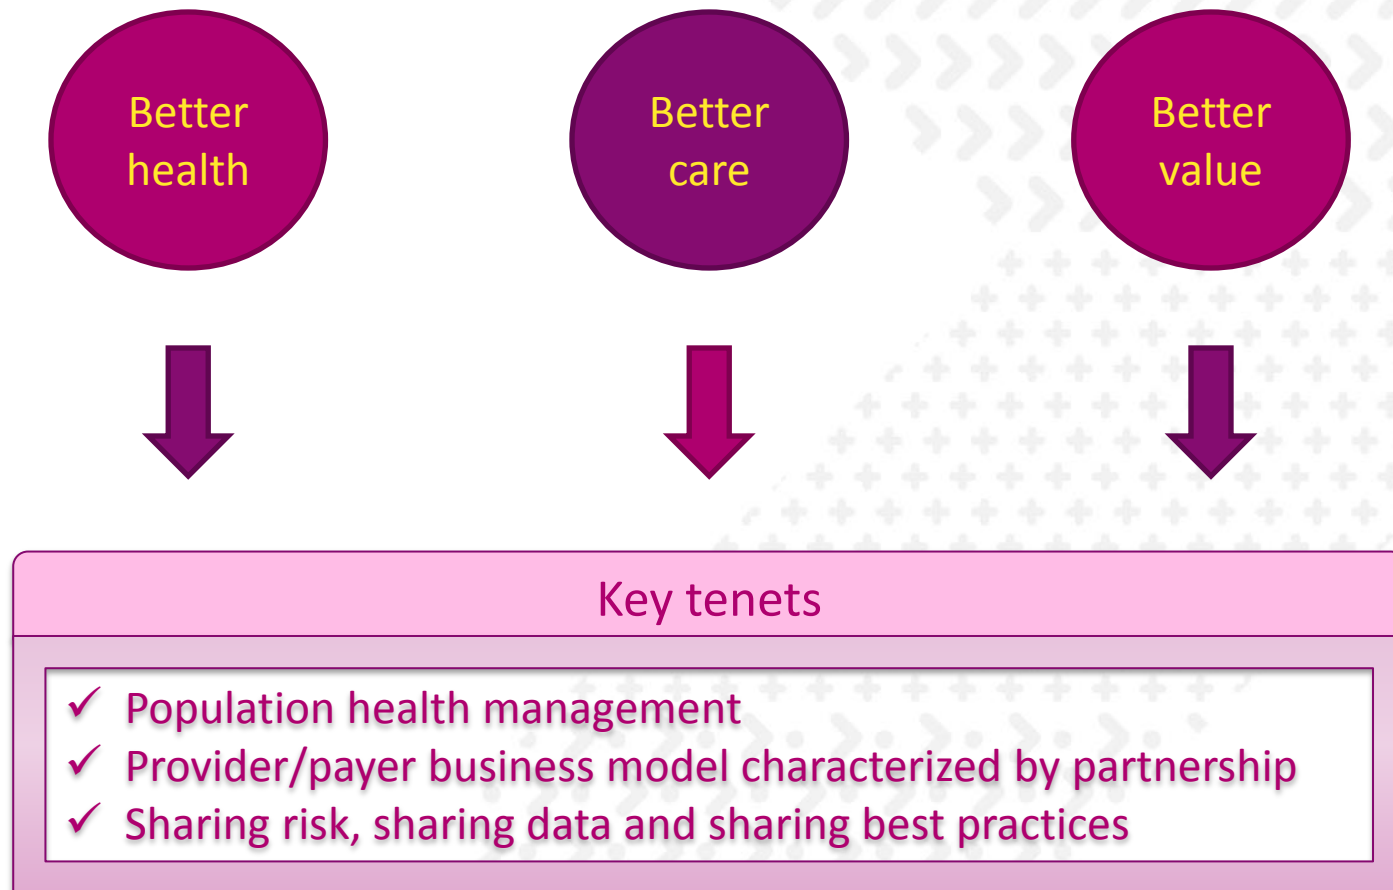 Better
health
Better
care
Better
value
Key tenets
✓ Population health management
✓ Provider/payer business model characterized by partnership
✓ Sharing risk, sharing data and sharing best practices